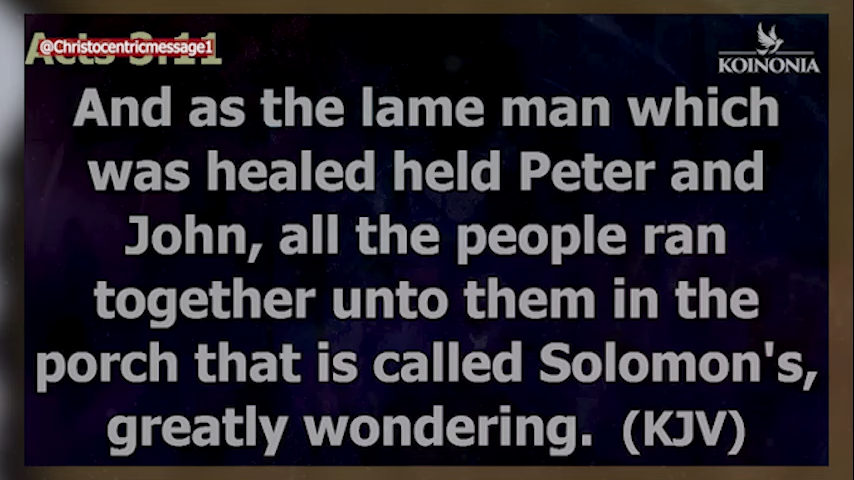 @Christocentricmessage1
Acts 3:11
KOINONIA
And as the lame man which
was healed held Peter and
John, all the people ran
together unto them in the
porch that is called Solomon's,
greatly wondering. (KJV)